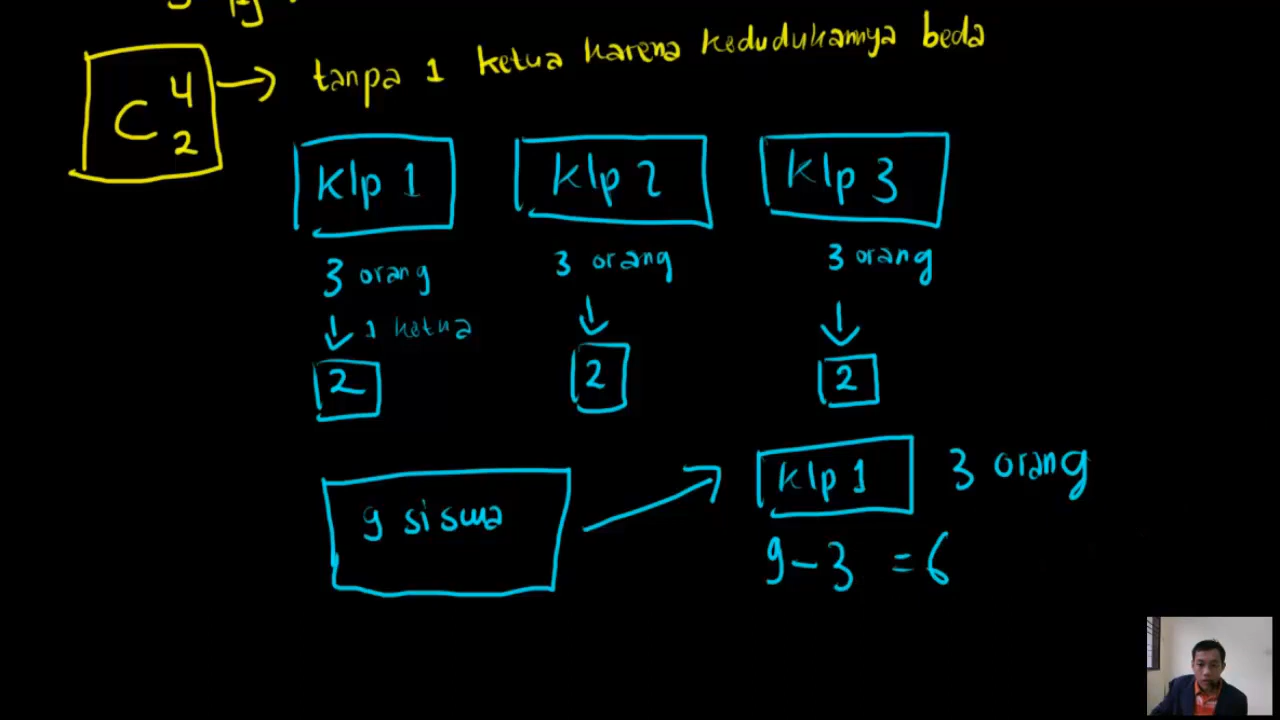 C 4 2 → tanpa 1 ketua karena kedudukannya beda
Klp 1 Klp 2 Klp 3
3 orang 3 orang 3 orang
↓ 1 ketua ↓ ↓
2 2 2
9 siswa → Klp 1 3 orang
9 - 3 = 6